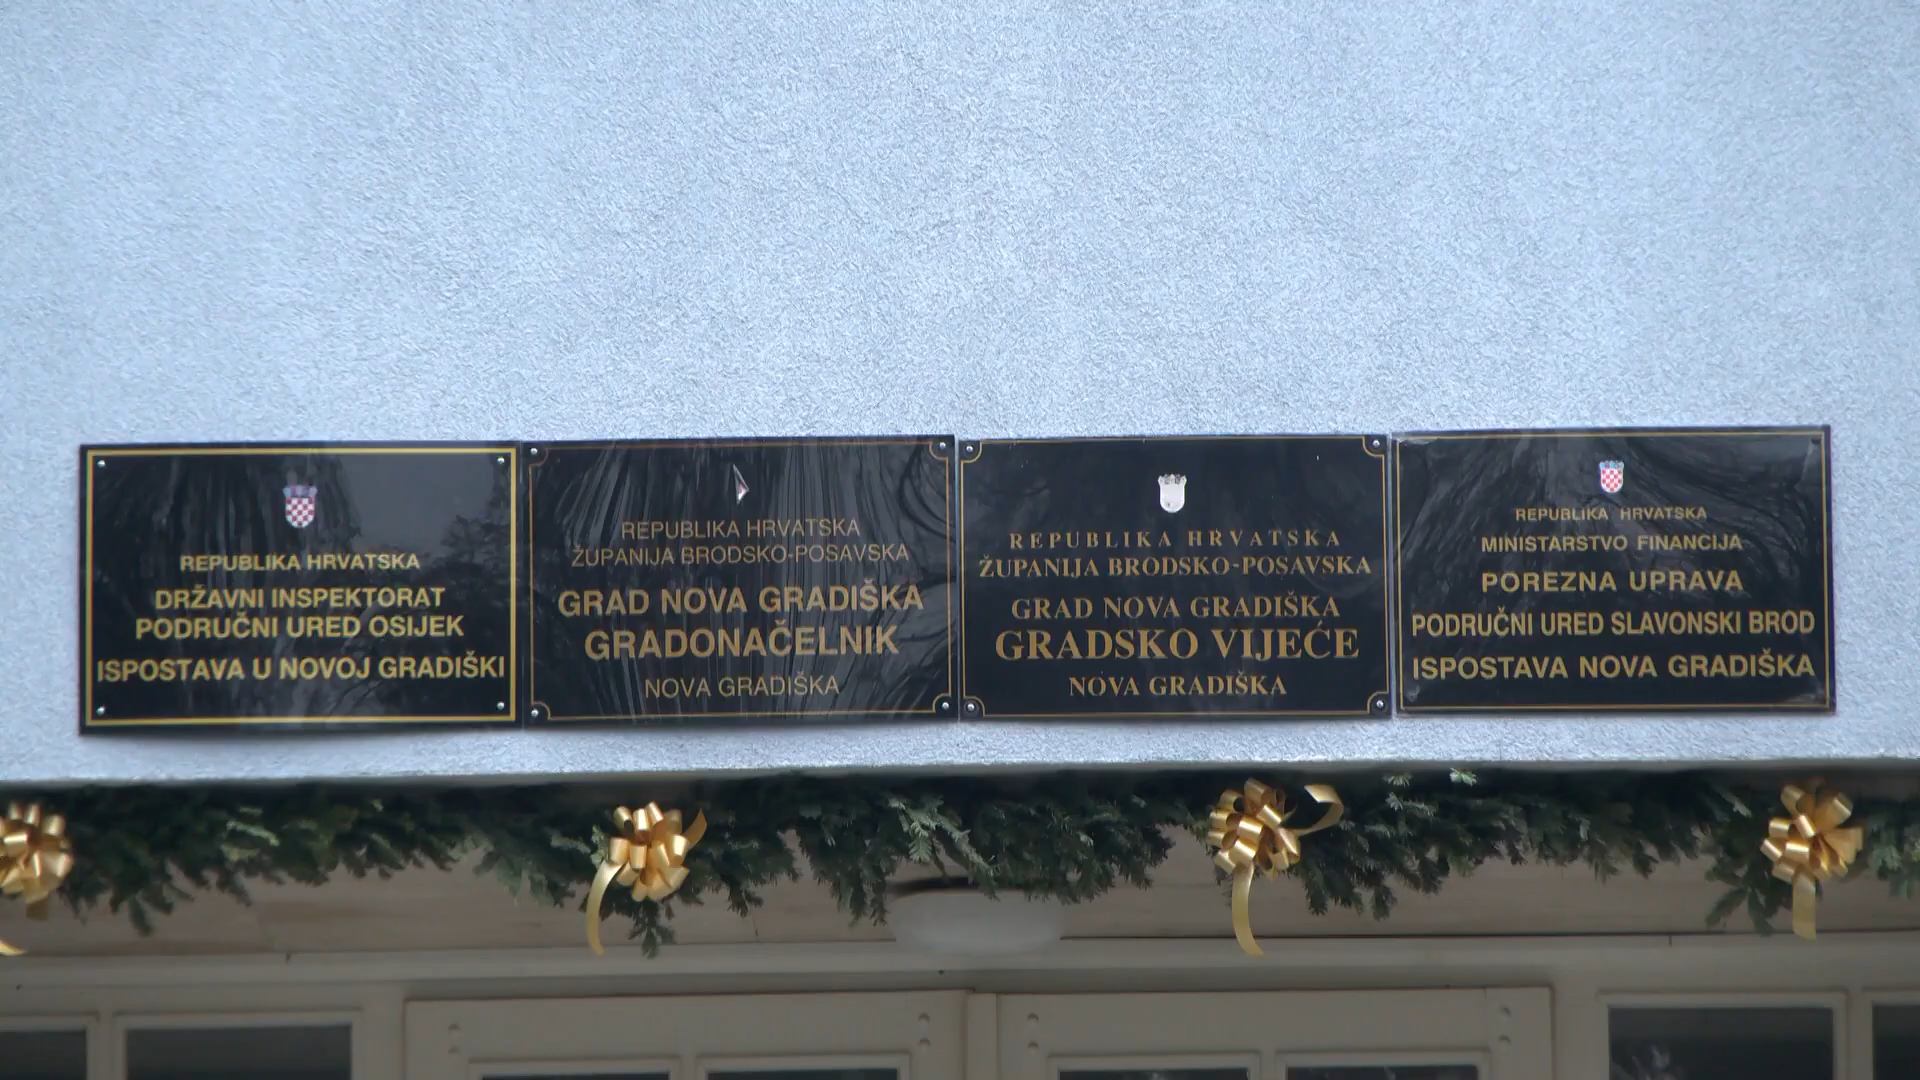 REPUBLIKA HRVATSKA
DRŽAVNI INSPEKTORAT
PODRUČNI URED OSIJEK
ISPOSTAVA U NOVOJ GRADIŠKI
REPUBLIKA HRVATSKA
ŽUPANIJA BRODSKO-POSAVSKA
GRAD NOVA GRADIŠKA
GRADONAČELNIK
NOVA GRADIŠKA
REPUBLIKA HRVATSKA
ŽUPANIJA BRODSKO-POSAVSKA
GRAD NOVA GRADIŠKA
GRADSKO VIJEĆE
NOVA GRADIŠKA
REPUBLIKA HRVATSKA
MINISTARSTVO FINANCIJA
POREZNA UPRAVA
PODRUČNI URED SLAVONSKI BROD
ISPOSTAVA NOVA GRADIŠKA